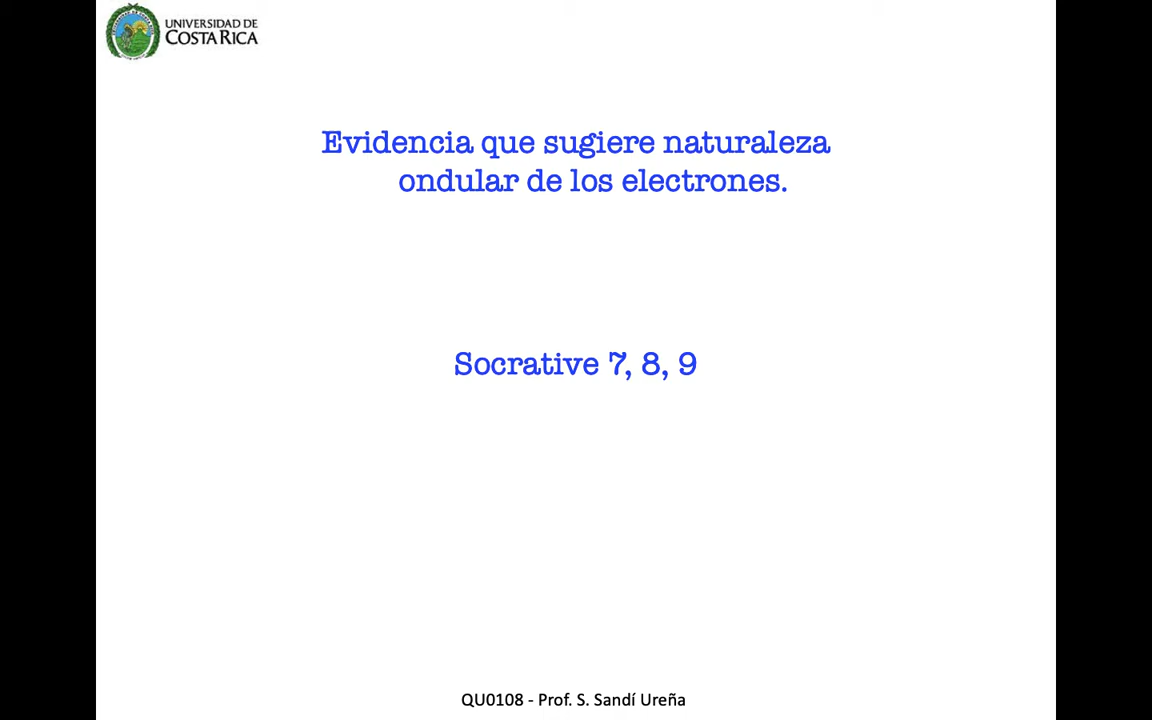 UNIVERSIDAD DE
COSTA RICA
Evidencia que sugiere naturaleza
ondular de los electrones.
Socrative 7, 8, 9
QU0108 - Prof. S. Sandí Ureña